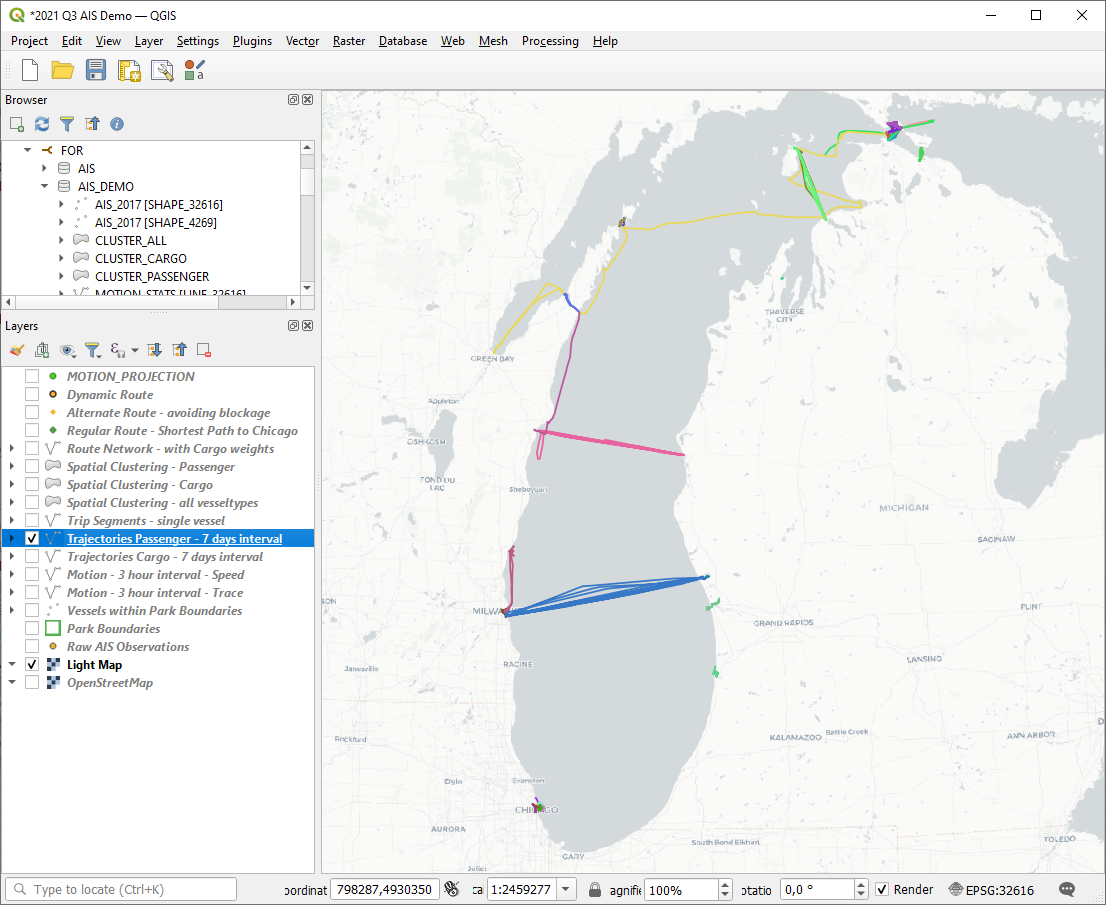 *2021 Q3 AIS Demo — QGIS
Project Edit View Layer Settings Plugins Vector Raster Database Web Mesh Processing Help
Browser
FOR
AIS
AIS_DEMO
AIS_2017 [SHAPE_32616]
AIS_2017 [SHAPE_4269]
CLUSTER_ALL
CLUSTER_CARGO
CLUSTER_PASSENGER
MOTION_STATS [LINE_32616]
Layers
MOTION_PROJECTION
Dynamic Route
Alternate Route - avoiding blockage
Regular Route - Shortest Path to Chicago
Route Network - with Cargo weights
Spatial Clustering - Passenger
Spatial Clustering - Cargo
Spatial Clustering - all vesseltypes
Trip Segments - single vessel
Trajectories Passenger - 7 days interval
Trajectories Cargo - 7 days interval
Motion - 3 hour interval - Speed
Motion - 3 hour interval - Trace
Vessels within Park Boundaries
Park Boundaries
Raw AIS Observations
Light Map
OpenStreetMap
TRAVERSE
CITY
GREEN BAY
Appleton
OSHKOSH
FOND DU
LAC
Sheboygan
MICHIGAN
SAGINAW
SON
MILWA
FLINT
GRAND RAPIDS
RACINE
LANSING
Janesville
Rockford
KALAMAZOO
Battle Creek
ANN ARBOR
D
Elgin
Evanston
CHICAGO
AURORA
TOLEDO
South Bend Elkhart
GARY
Joliet
Type to locate (Ctrl+K)
oordinat 798287,4930350 cal 1:2459277 agnifie 100% otatio 0,0 ° Render EPSG:32616